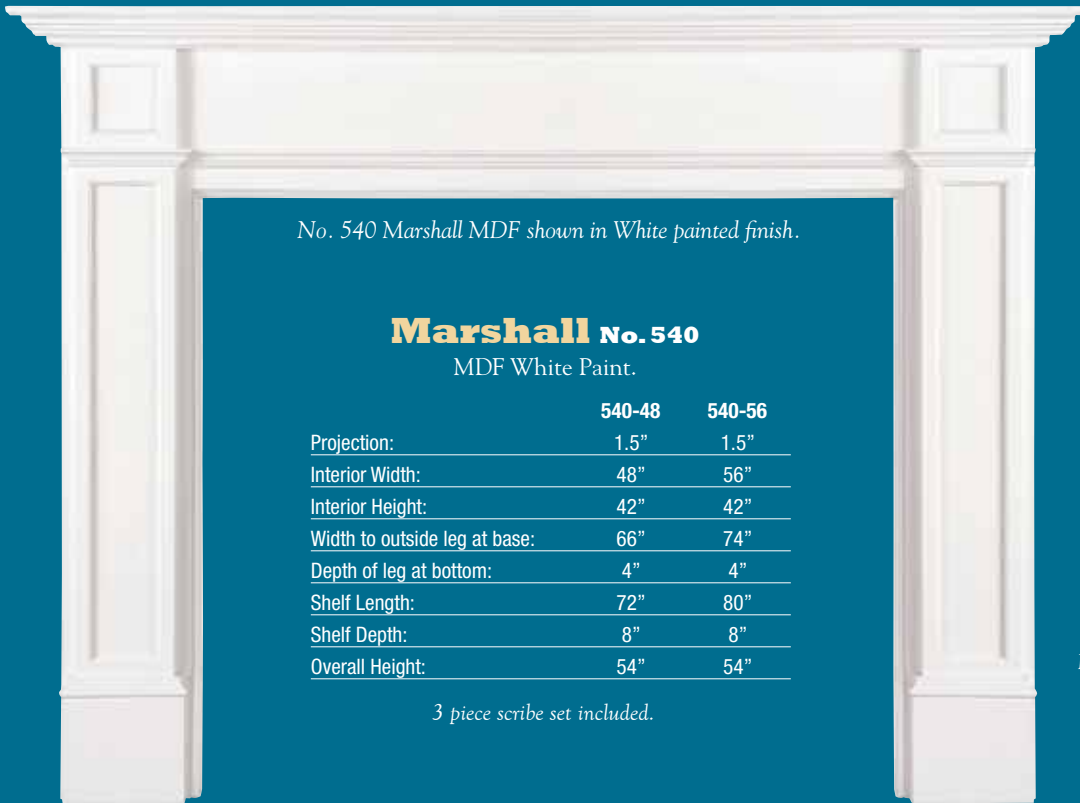 No. 540 Marshall MDF shown in White painted finish.
Marshall No. 540
MDF White Paint.
540-48 540-56
Projection: 1.5” 1.5”
Interior Width: 48” 56”
Interior Height: 42” 42”
Width to outside leg at base: 66” 74”
Depth of leg at bottom: 4” 4”
Shelf Length: 72” 80”
Shelf Depth: 8” 8”
Overall Height: 54” 54”
3 piece scribe set included.